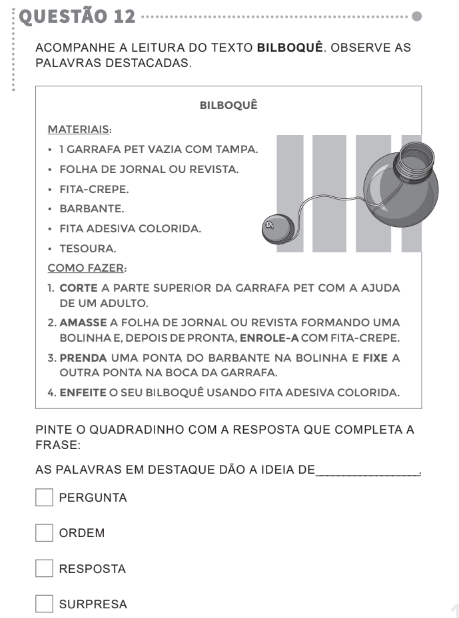 QUESTÃO 12
ACOMPANHE A LEITURA DO TEXTO BILBOQUÊ. OBSERVE AS
PALAVRAS DESTACADAS.
BILBOQUÊ
MATERIAIS:
• 1 GARRAFA PET VAZIA COM TAMPA.
• FOLHA DE JORNAL OU REVISTA.
• FITA-CREPE.
• BARBANTE.
• FITA ADESIVA COLORIDA.
• TESOURA.
COMO FAZER:
1. CORTE A PARTE SUPERIOR DA GARRAFA PET COM A AJUDA
DE UM ADULTO.
2. AMASSE A FOLHA DE JORNAL OU REVISTA FORMANDO UMA
BOLINHA E, DEPOIS DE PRONTA, ENROLE-A COM FITA-CREPE.
3. PRENDA UMA PONTA DO BARBANTE NA BOLINHA E FIXE A
OUTRA PONTA NA BOCA DA GARRAFA.
4. ENFEITE O SEU BILBOQUÊ USANDO FITA ADESIVA COLORIDA.
PINTE O QUADRADINHO COM A RESPOSTA QUE COMPLETA A
FRASE:
AS PALAVRAS EM DESTAQUE DÃO A IDEIA DE__________________.
PERGUNTA
ORDEM
RESPOSTA
SURPRESA
1